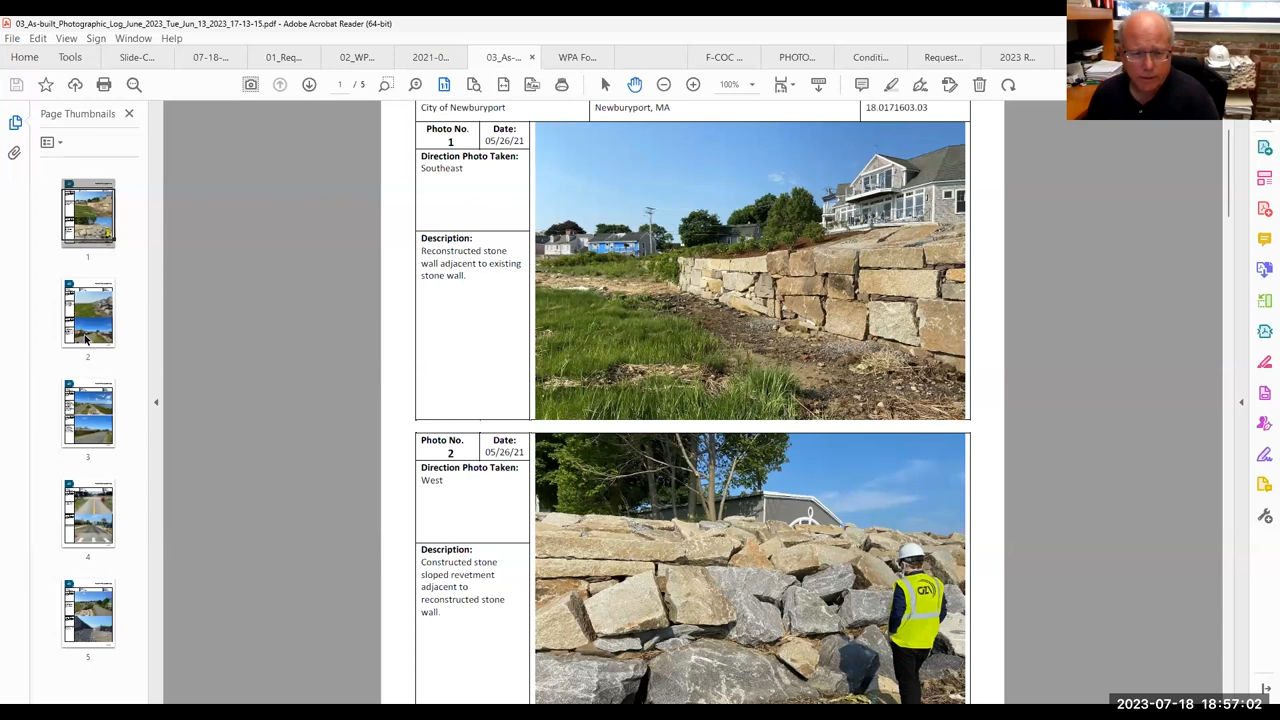 03_As-built_Photographic_Log_June_2023_Tue_Jun_13_2023_17-13-15.pdf - Adobe Acrobat Reader (64-bit)
File Edit View Sign Window Help
Home Tools Slide-C... 07-18-... 01_Req... 02_WP... 2021-0... 03_As-... × WPA Fo... F-COC ... PHOTO... Conditi... Request... 2023 R...
1 / 5 100%
Page Thumbnails
1
2
3
4
5
City of Newburyport Newburyport, MA 18.0171603.03
Photo No. Date:
1 05/26/21
Direction Photo Taken:
Southeast
Description:
Reconstructed stone
wall adjacent to existing
stone wall.
Photo No. Date:
2 05/26/21
Direction Photo Taken:
West
Description:
Constructed stone
sloped revetment
adjacent to
reconstructed stone
wall.
GZA
2023-07-18 18:57:02